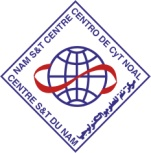 NAM S&T CENTRE
CENTRO DE CyT NOAL
CENTRE S&T DU NAM